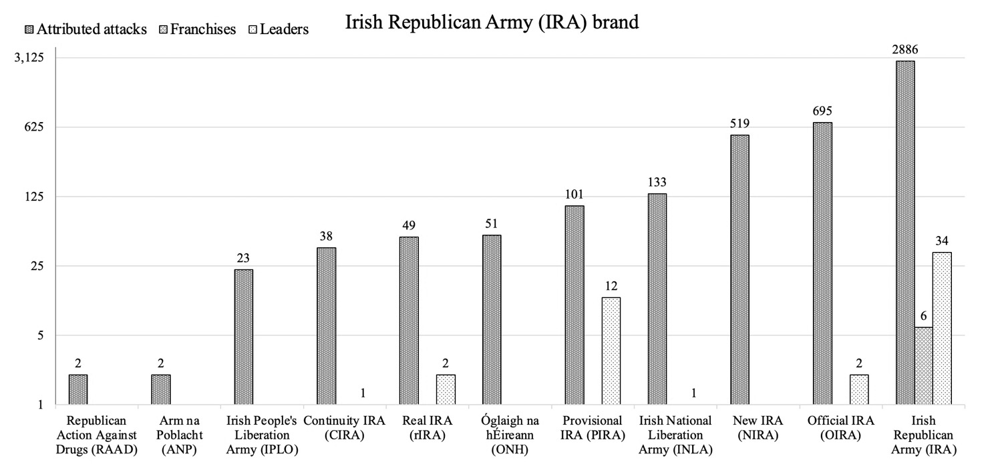 Irish Republican Army (IRA) brand
Attributed attacks Franchises Leaders
3,125
625
125
25
5
1
2
2
23
38
1
49
2
51
101
12
133
1
519
695
2
2886
6
34
Republican
Action Against
Drugs (RAAD)
Arm na
Poblacht
(ANP)
Irish People's
Liberation
Army (IPLO)
Continuity IRA
(CIRA)
Real IRA
(rIRA)
Óglaigh na
hÉireann
(ONH)
Provisional
IRA (PIRA)
Irish National
Liberation
Army (INLA)
New IRA
(NIRA)
Official IRA
(OIRA)
Irish
Republican
Army (IRA)